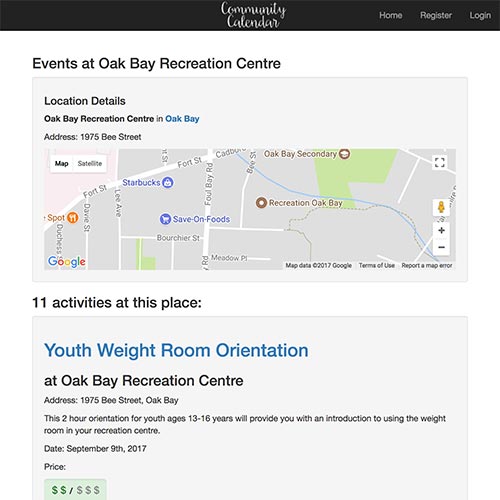 Community
Calendar
Home Register Login
Events at Oak Bay Recreation Centre
Location Details
Oak Bay Recreation Centre in Oak Bay
Address: 1975 Bee Street
Map Satellite
Fort St
Cadboro
Bee St
Oak Bay Secondary
Starbucks
Fort St
Foul Bay Rd
Lee Ave
Davie St
Recreation Oak Bay
e Spot
Save-On-Foods
Duchess
Bourchier St
Meadow Pl
Google
Map data ©2017 Google Terms of Use Report a map error
11 activities at this place:
Youth Weight Room Orientation
at Oak Bay Recreation Centre
Address: 1975 Bee Street, Oak Bay
This 2 hour orientation for youth ages 13-16 years will provide you with an introduction to using the weight
room in your recreation centre.
Date: September 9th, 2017
Price:
$ $ / $ $ $